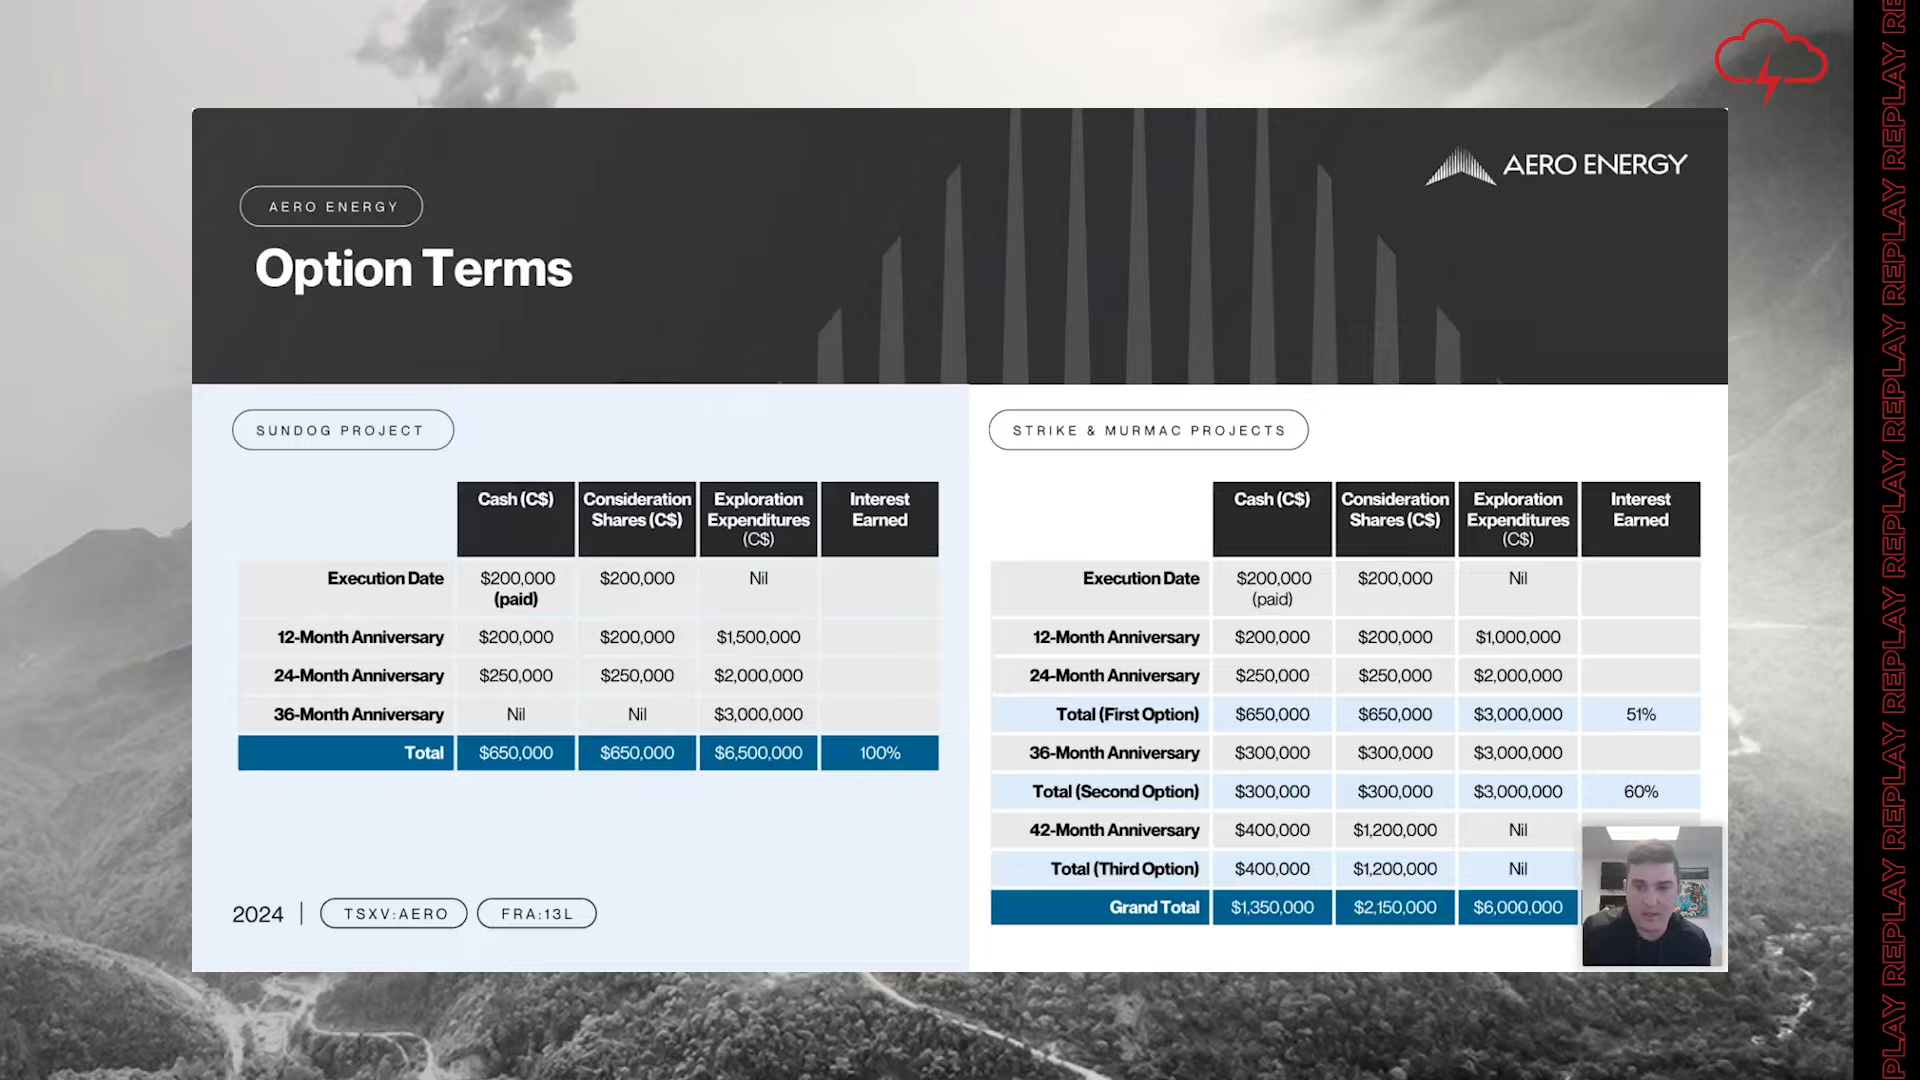 AERO ENERGY
AERO ENERGY
Option Terms
SUNDOG PROJECT
Cash (C$) Consideration Shares (C$) Exploration Expenditures (C$) Interest Earned
Execution Date $200,000 (paid) $200,000 Nil
12-Month Anniversary $200,000 $200,000 $1,500,000
24-Month Anniversary $250,000 $250,000 $2,000,000
36-Month Anniversary Nil Nil $3,000,000
Total $650,000 $650,000 $6,500,000 100%
2024 | TSXV:AERO FRA:13L
STRIKE & MURMAC PROJECTS
Cash (C$) Consideration Shares (C$) Exploration Expenditures (C$) Interest Earned
Execution Date $200,000 (paid) $200,000 Nil
12-Month Anniversary $200,000 $200,000 $1,000,000
24-Month Anniversary $250,000 $250,000 $2,000,000
Total (First Option) $650,000 $650,000 $3,000,000 51%
36-Month Anniversary $300,000 $300,000 $3,000,000
Total (Second Option) $300,000 $300,000 $3,000,000 60%
42-Month Anniversary $400,000 $1,200,000 Nil
Total (Third Option) $400,000 $1,200,000 Nil
Grand Total $1,350,000 $2,150,000 $6,000,000
PLAY REPLAY REPLAY REPLAY REPLAY REPLAY REPLAY REPLAY RE